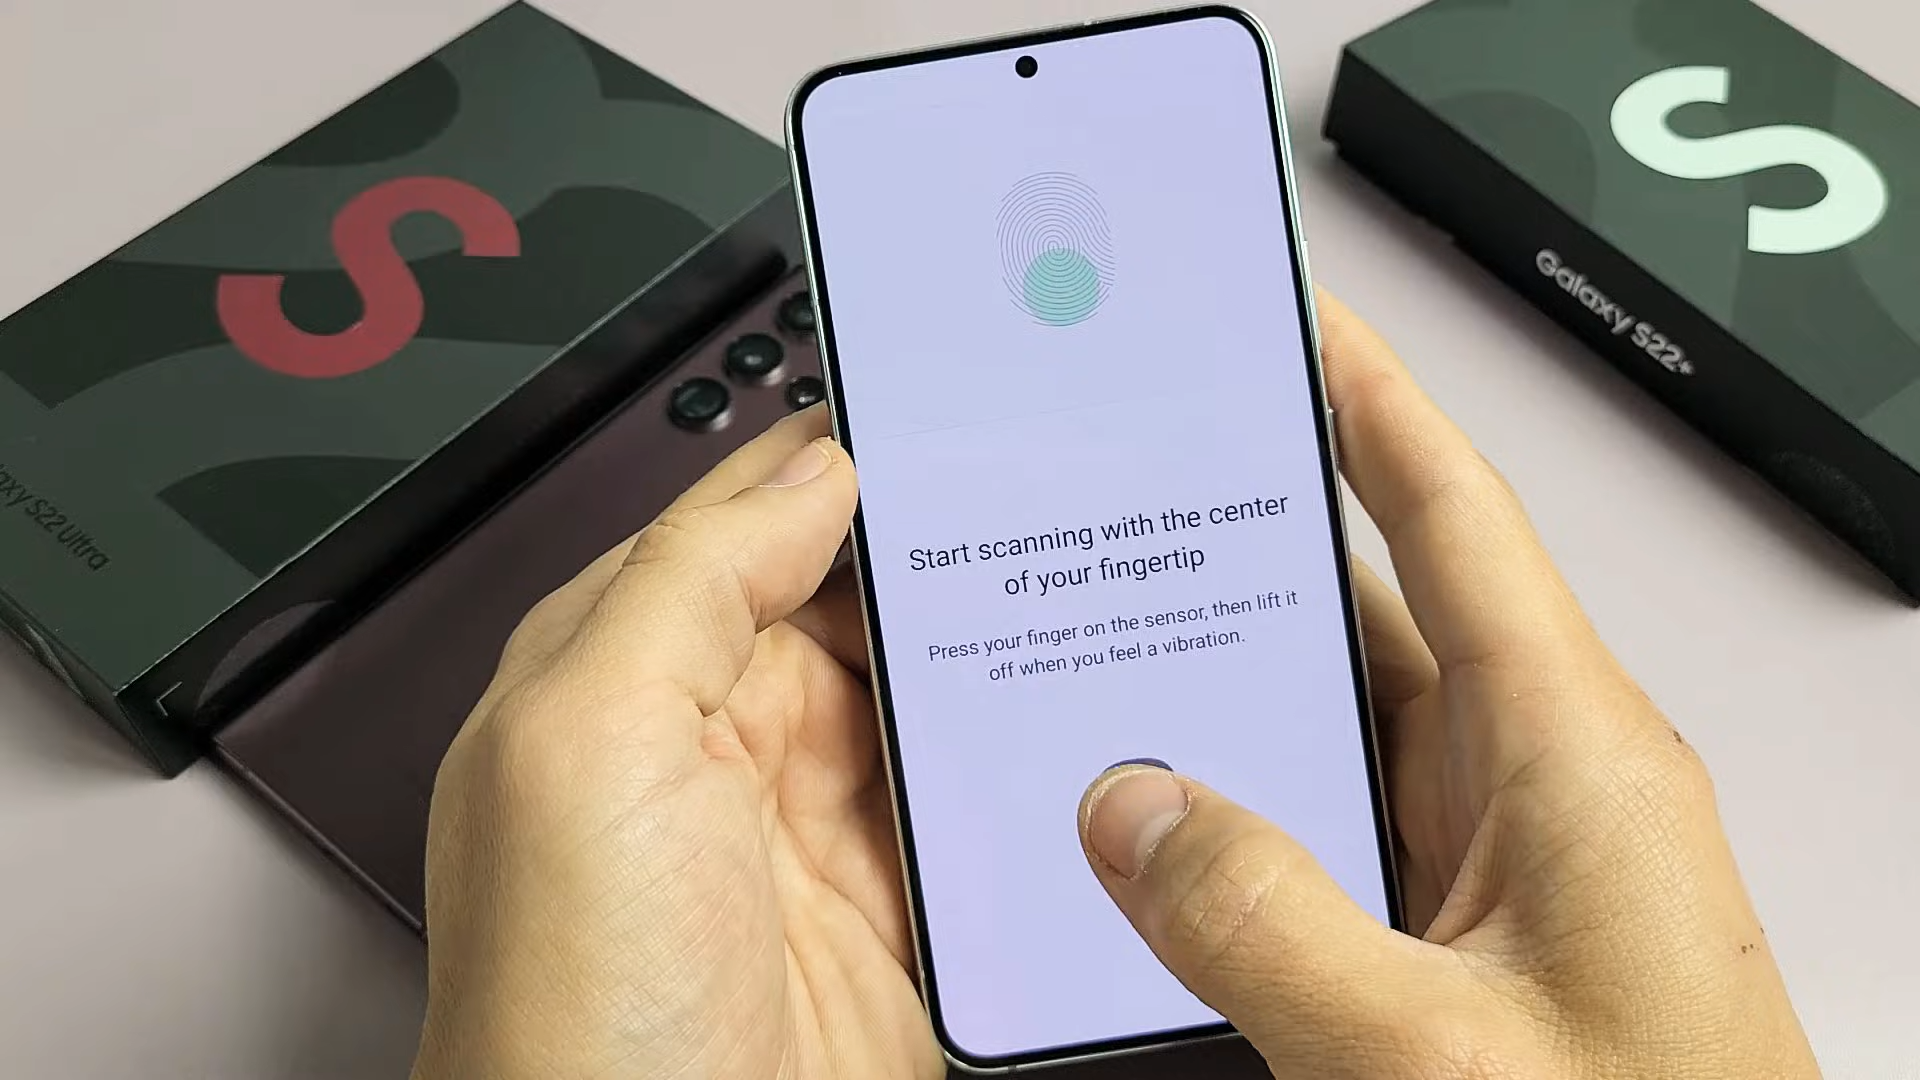 S
S
Galaxy S22+
S22 Ultra
Start scanning with the center
of your fingertip
Press your finger on the sensor, then lift it
off when you feel a vibration.